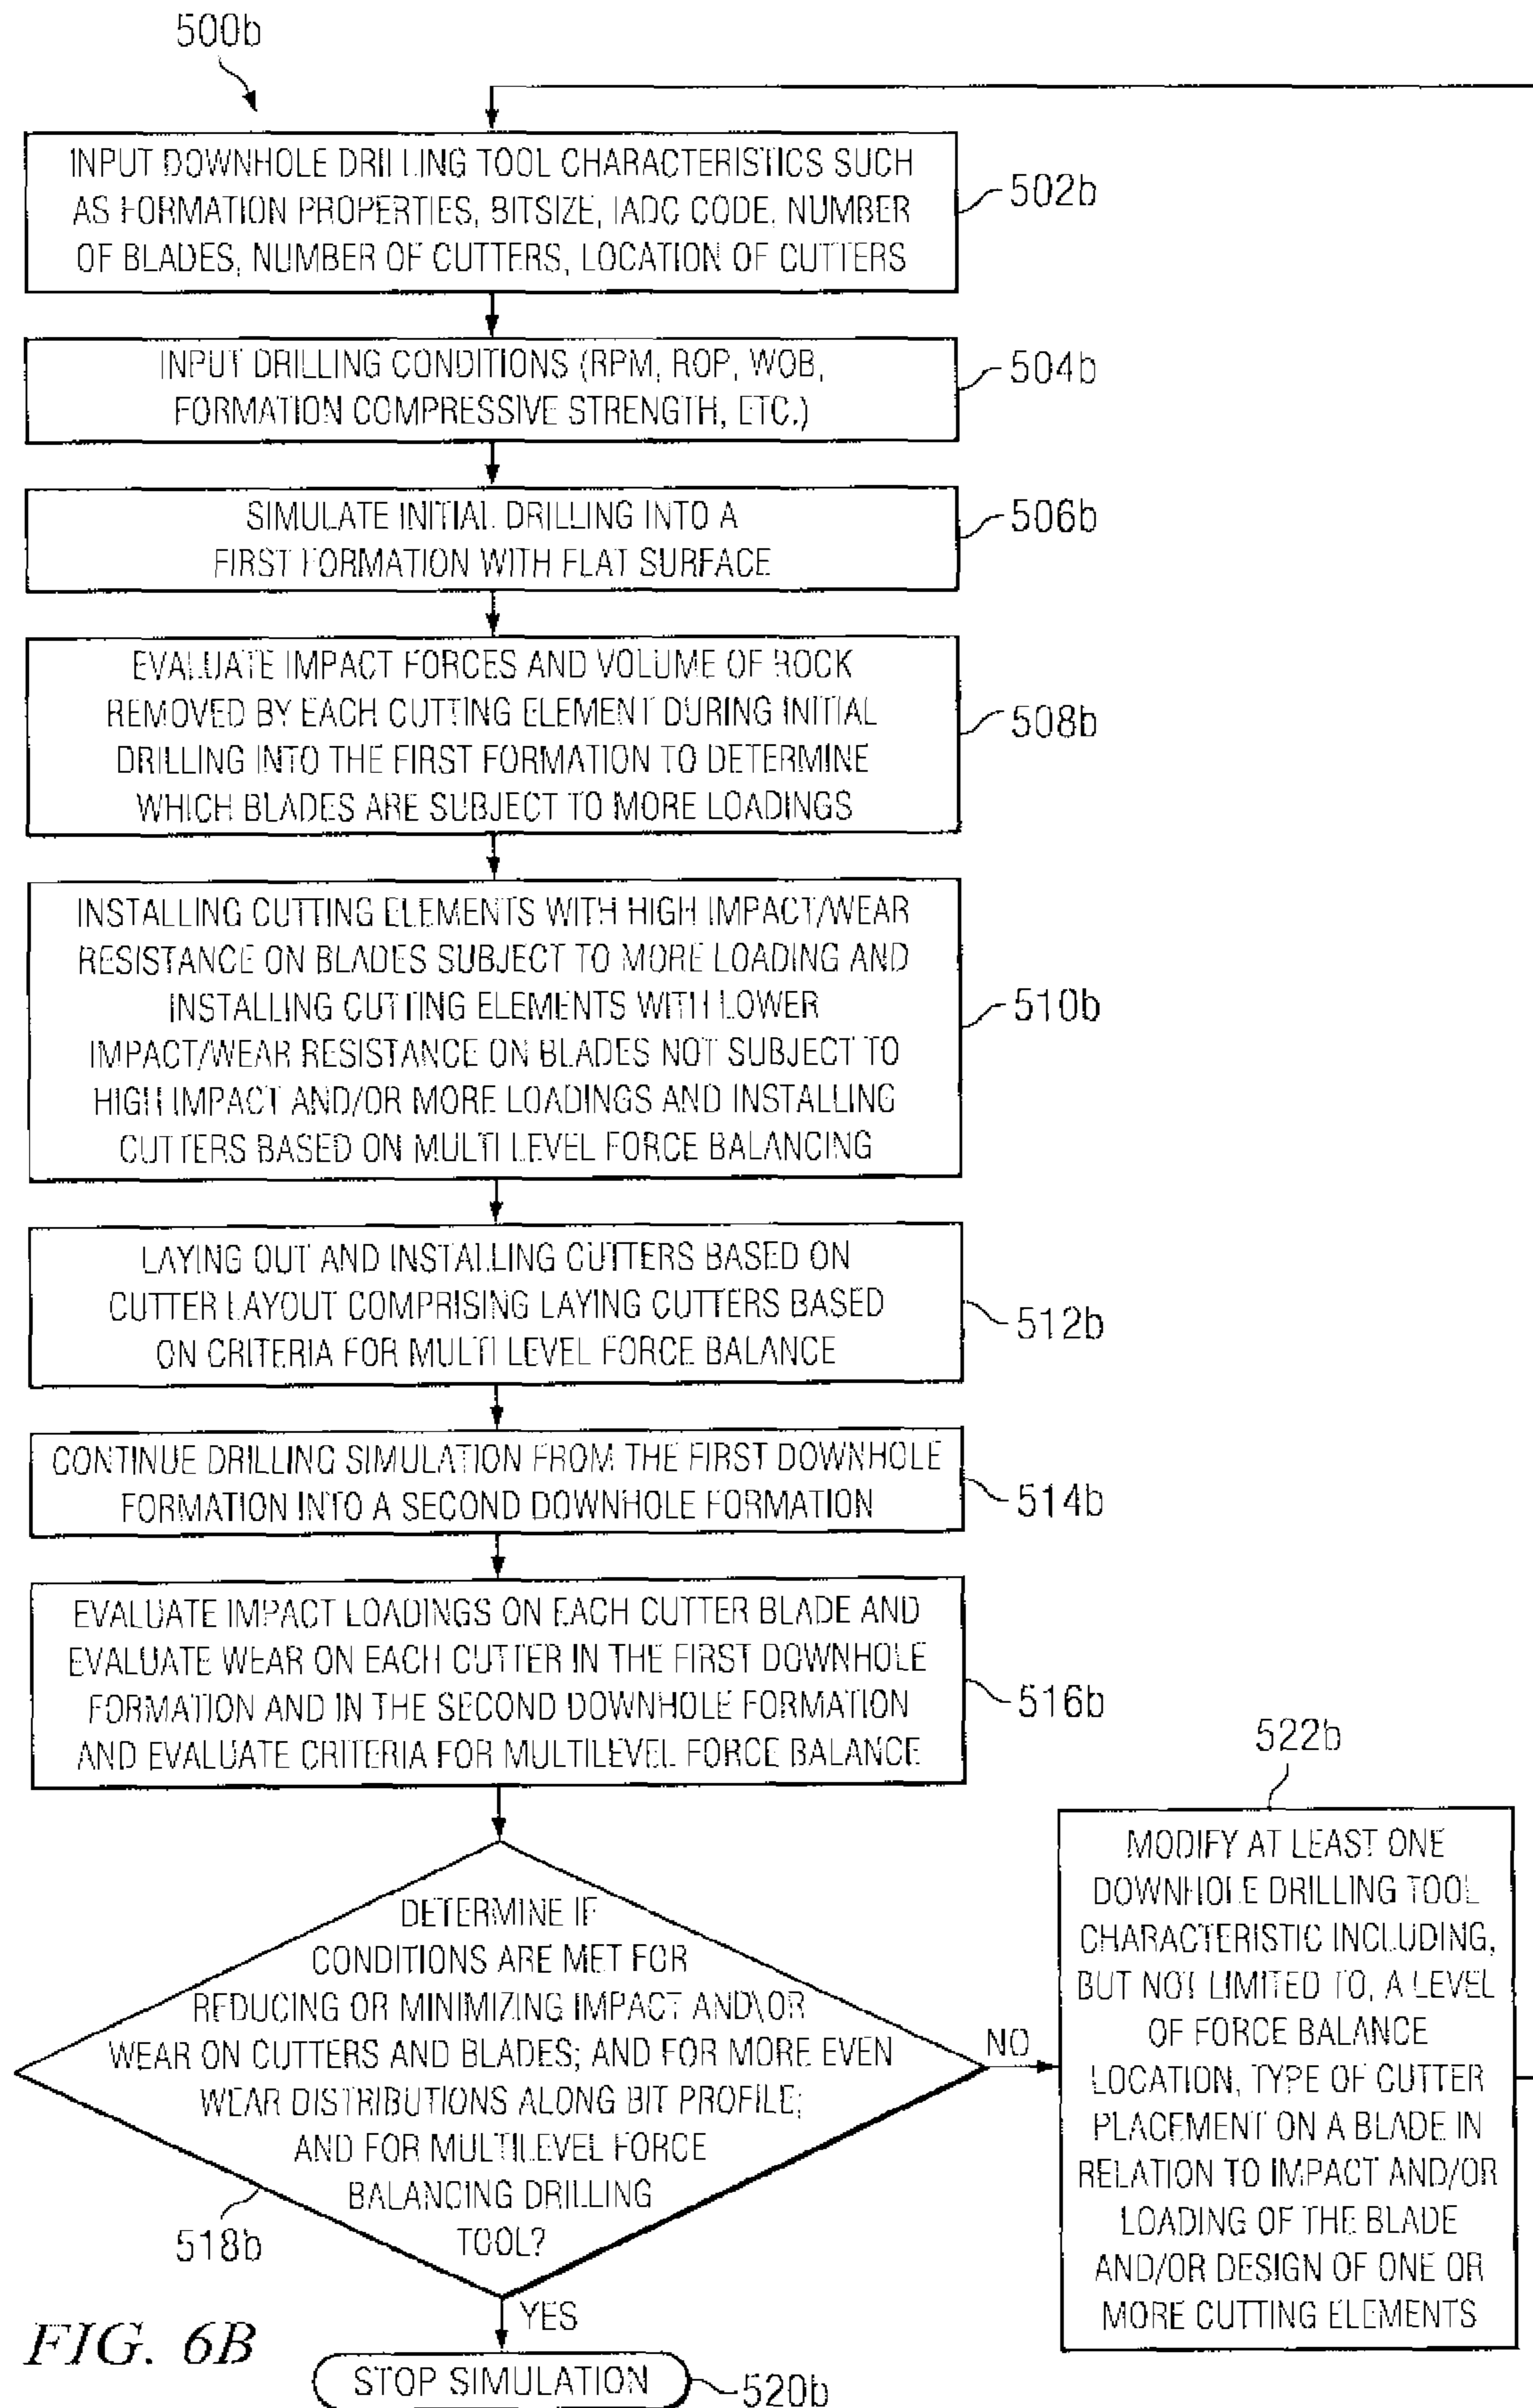 500b
INPUT DOWNHOLE DRILLING TOOL CHARACTERISTICS SUCH
AS FORMATION PROPERTIES, BITSIZE, IADC CODE, NUMBER
OF BLADES, NUMBER OF CUTTERS, LOCATION OF CUTTERS
502b
INPUT DRILLING CONDITIONS (RPM, ROP, WOB,
FORMATION COMPRESSIVE STRENGTH, ETC.)
504b
SIMULATE INITIAL DRILLING INTO A
FIRST FORMATION WITH FLAT SURFACE
506b
EVALUATE IMPACT FORCES AND VOLUME OF ROCK
REMOVED BY EACH CUTTING ELEMENT DURING INITIAL
DRILLING INTO THE FIRST FORMATION TO DETERMINE
WHICH BLADES ARE SUBJECT TO MORE LOADINGS
508b
INSTALLING CUTTING ELEMENTS WITH HIGH IMPACT/WEAR
RESISTANCE ON BLADES SUBJECT TO MORE LOADING AND
INSTALLING CUTTING ELEMENTS WITH LOWER
IMPACT/WEAR RESISTANCE ON BLADES NOT SUBJECT TO
HIGH IMPACT AND/OR MORE LOADINGS AND INSTALLING
CUTTERS BASED ON MULTI LEVEL FORCE BALANCING
510b
LAYING OUT AND INSTALLING CUTTERS BASED ON
CUTTER LAYOUT COMPRISING LAYING CUTTERS BASED
ON CRITERIA FOR MULTI LEVEL FORCE BALANCE
512b
CONTINUE DRILLING SIMULATION FROM THE FIRST DOWNHOLE
FORMATION INTO A SECOND DOWNHOLE FORMATION
514b
EVALUATE IMPACT LOADINGS ON EACH CUTTER BLADE AND
EVALUATE WEAR ON EACH CUTTER IN THE FIRST DOWNHOLE
FORMATION AND IN THE SECOND DOWNHOLE FORMATION
AND EVALUATE CRITERIA FOR MULTILEVEL FORCE BALANCE
516b
DETERMINE IF
CONDITIONS ARE MET FOR
REDUCING OR MINIMIZING IMPACT AND\OR
WEAR ON CUTTERS AND BLADES; AND FOR MORE EVEN
WEAR DISTRIBUTIONS ALONG BIT PROFILE;
AND FOR MULTILEVEL FORCE
BALANCING DRILLING
TOOL?
518b
NO
522b
MODIFY AT LEAST ONE
DOWNHOLE DRILLING TOOL
CHARACTERISTIC INCLUDING,
BUT NOT LIMITED TO, A LEVEL
OF FORCE BALANCE
LOCATION, TYPE OF CUTTER
PLACEMENT ON A BLADE IN
RELATION TO IMPACT AND/OR
LOADING OF THE BLADE
AND/OR DESIGN OF ONE OR
MORE CUTTING ELEMENTS
YES
STOP SIMULATION
520b
FIG. 6B